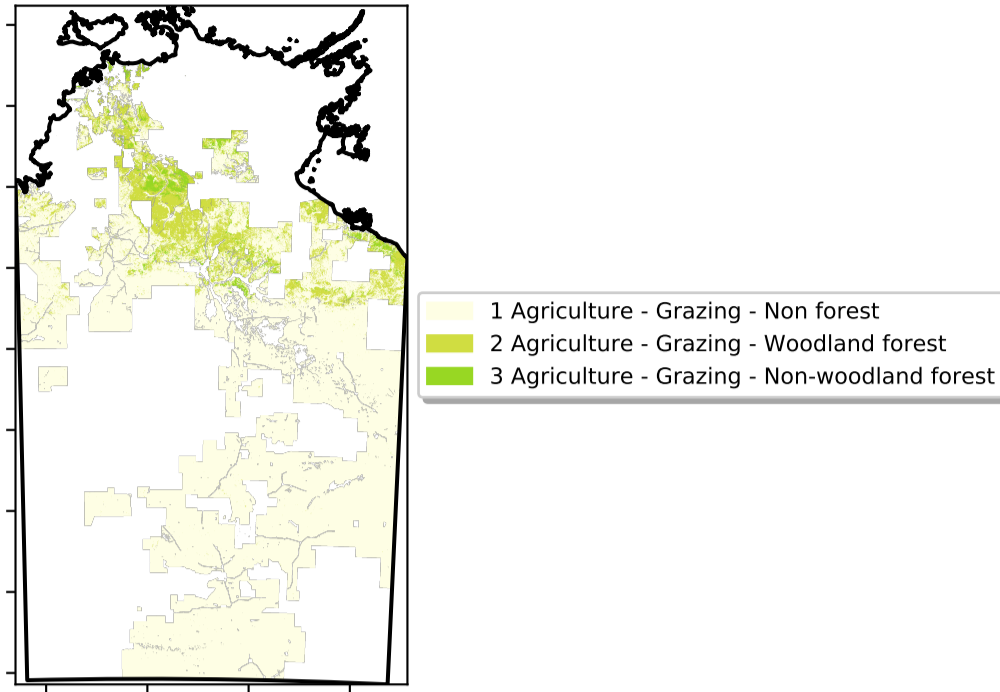 1 Agriculture - Grazing - Non forest
2 Agriculture - Grazing - Woodland forest
3 Agriculture - Grazing - Non-woodland forest